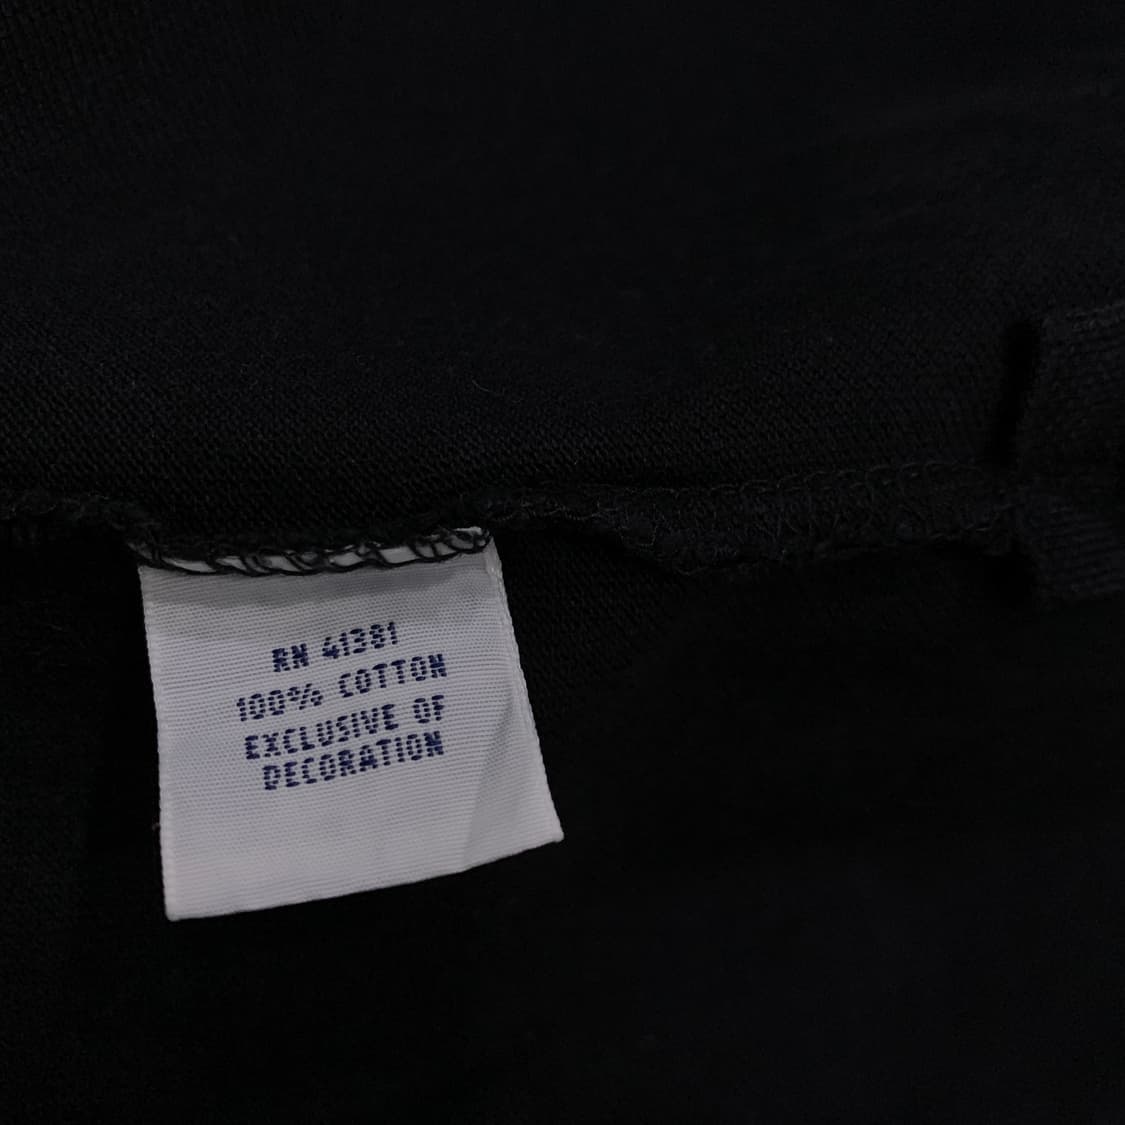 RN 41381
100% COTTON
EXCLUSIVE OF
DECORATION